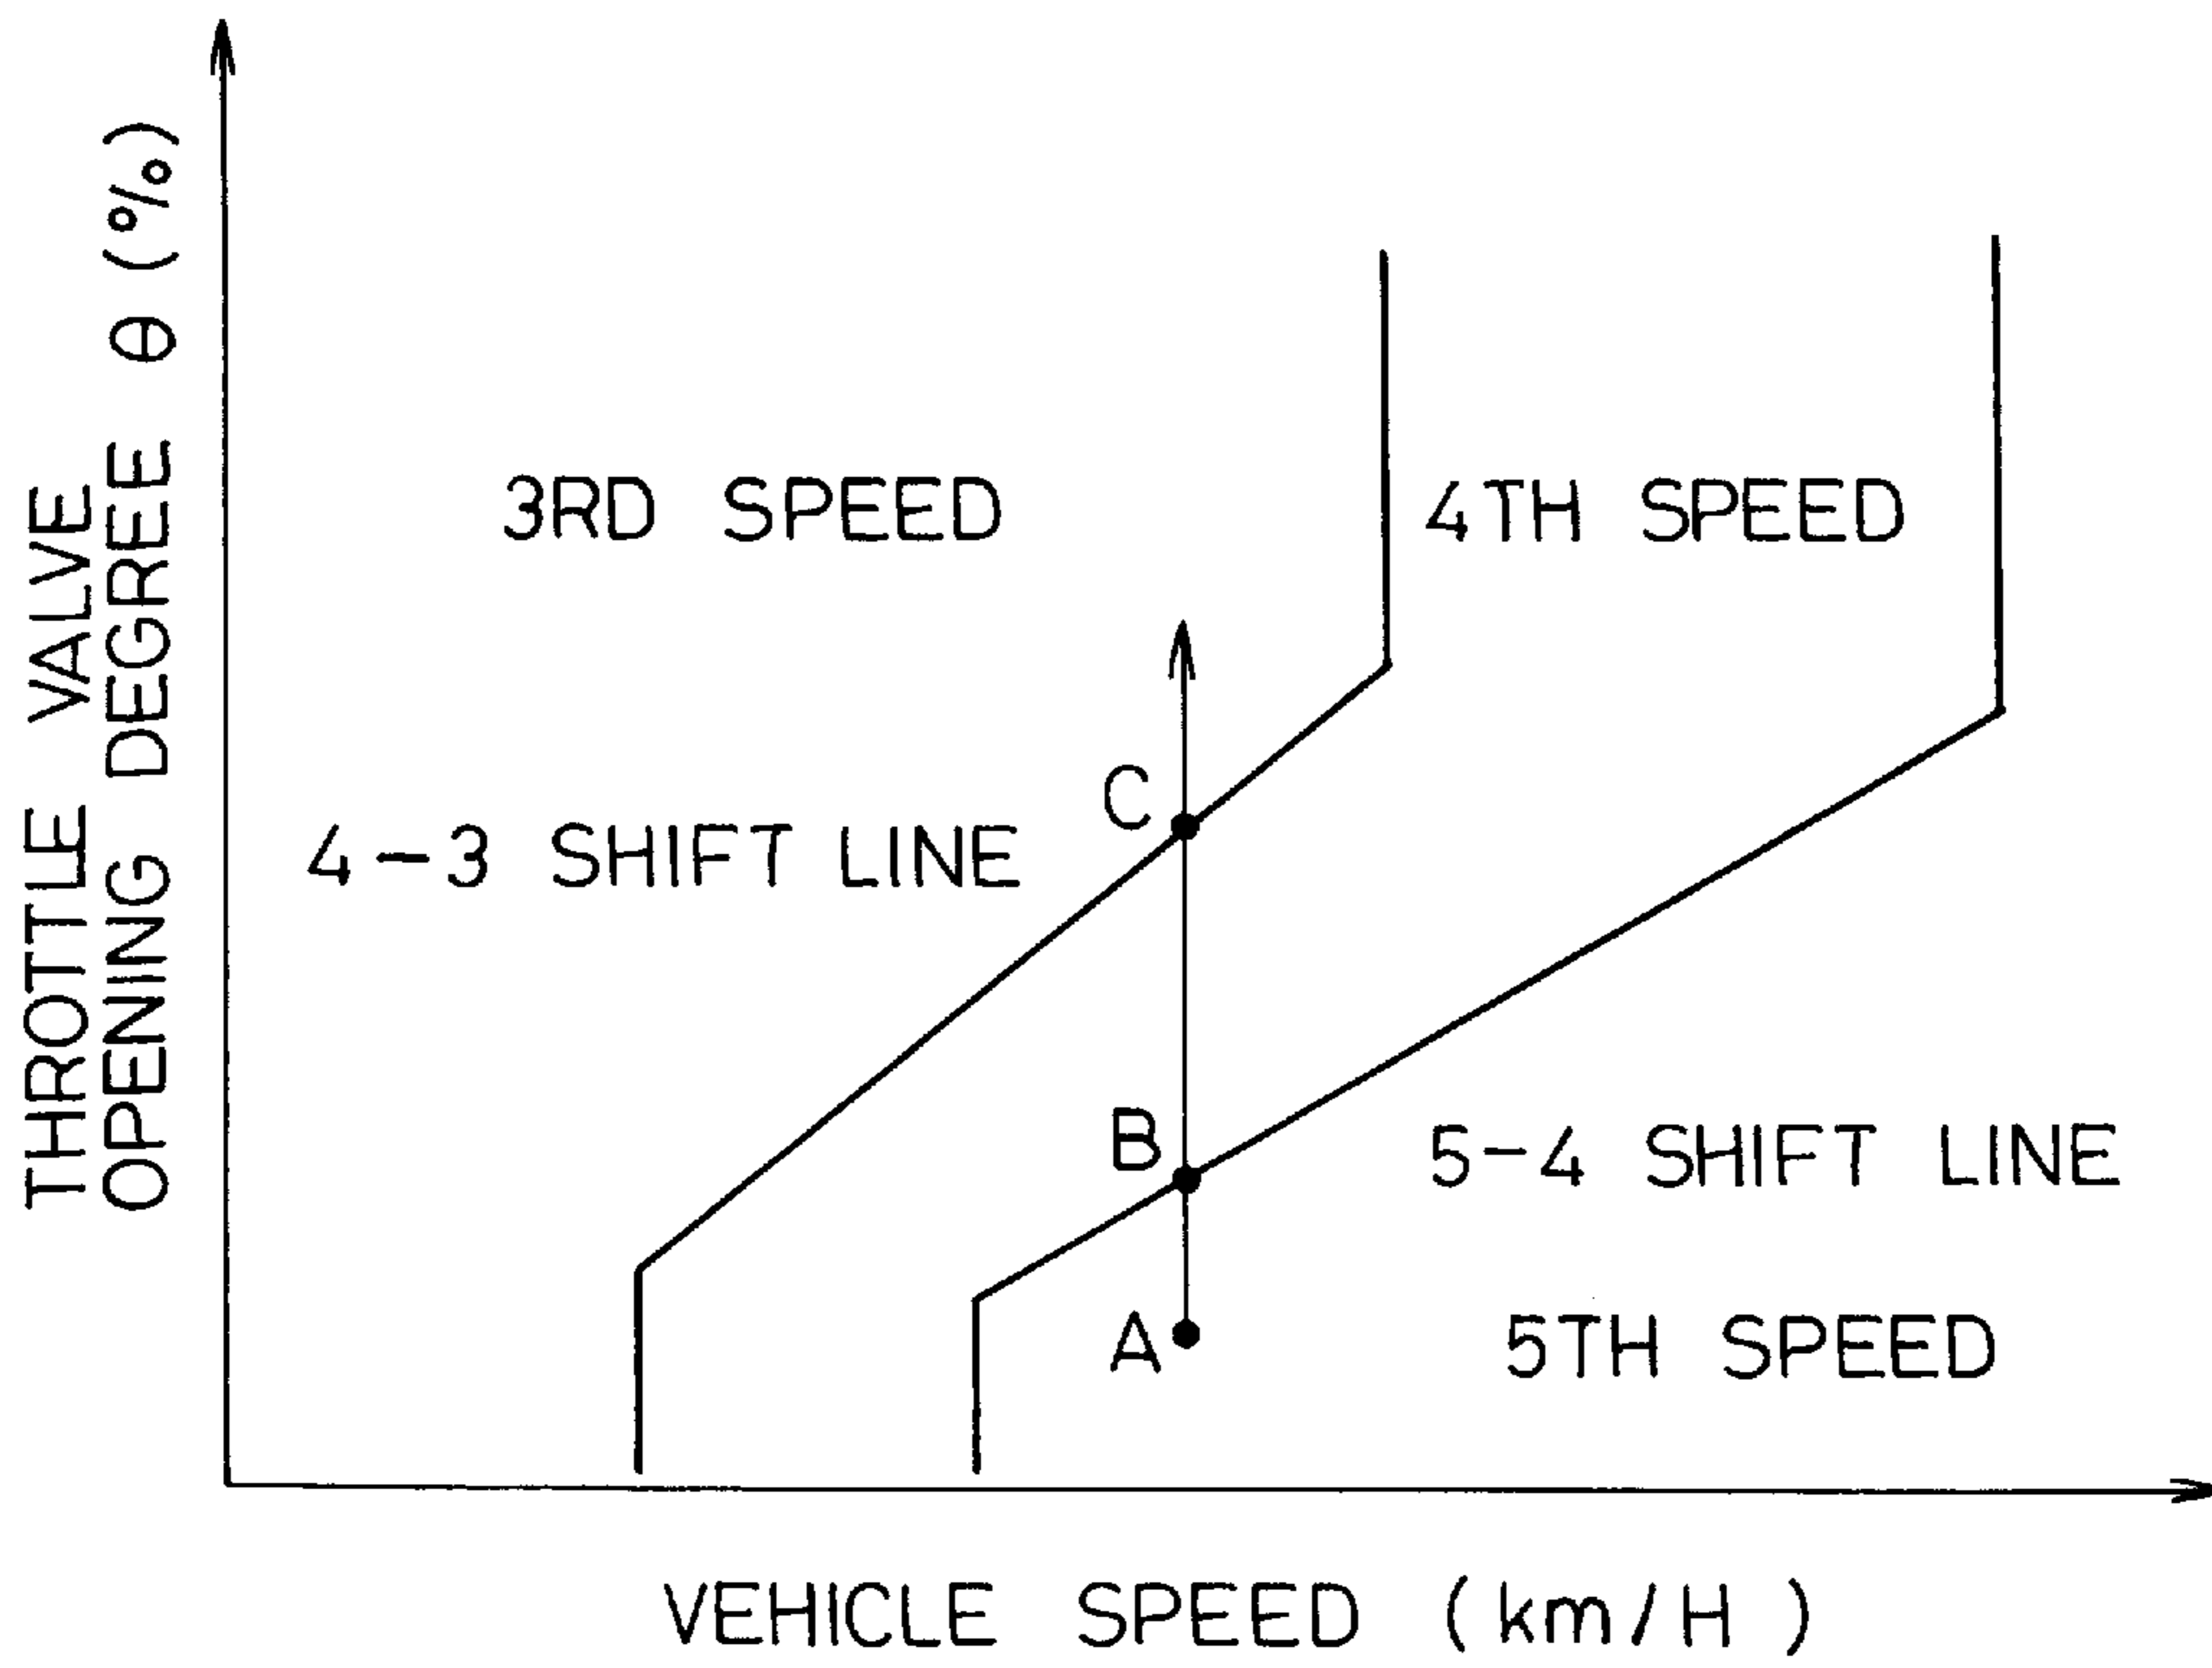 THROTTLE VALVE
OPENING DEGREE θ (%)
3RD SPEED
4TH SPEED
C
4-3 SHIFT LINE
B
5-4 SHIFT LINE
A
5TH SPEED
VEHICLE SPEED (km/H)